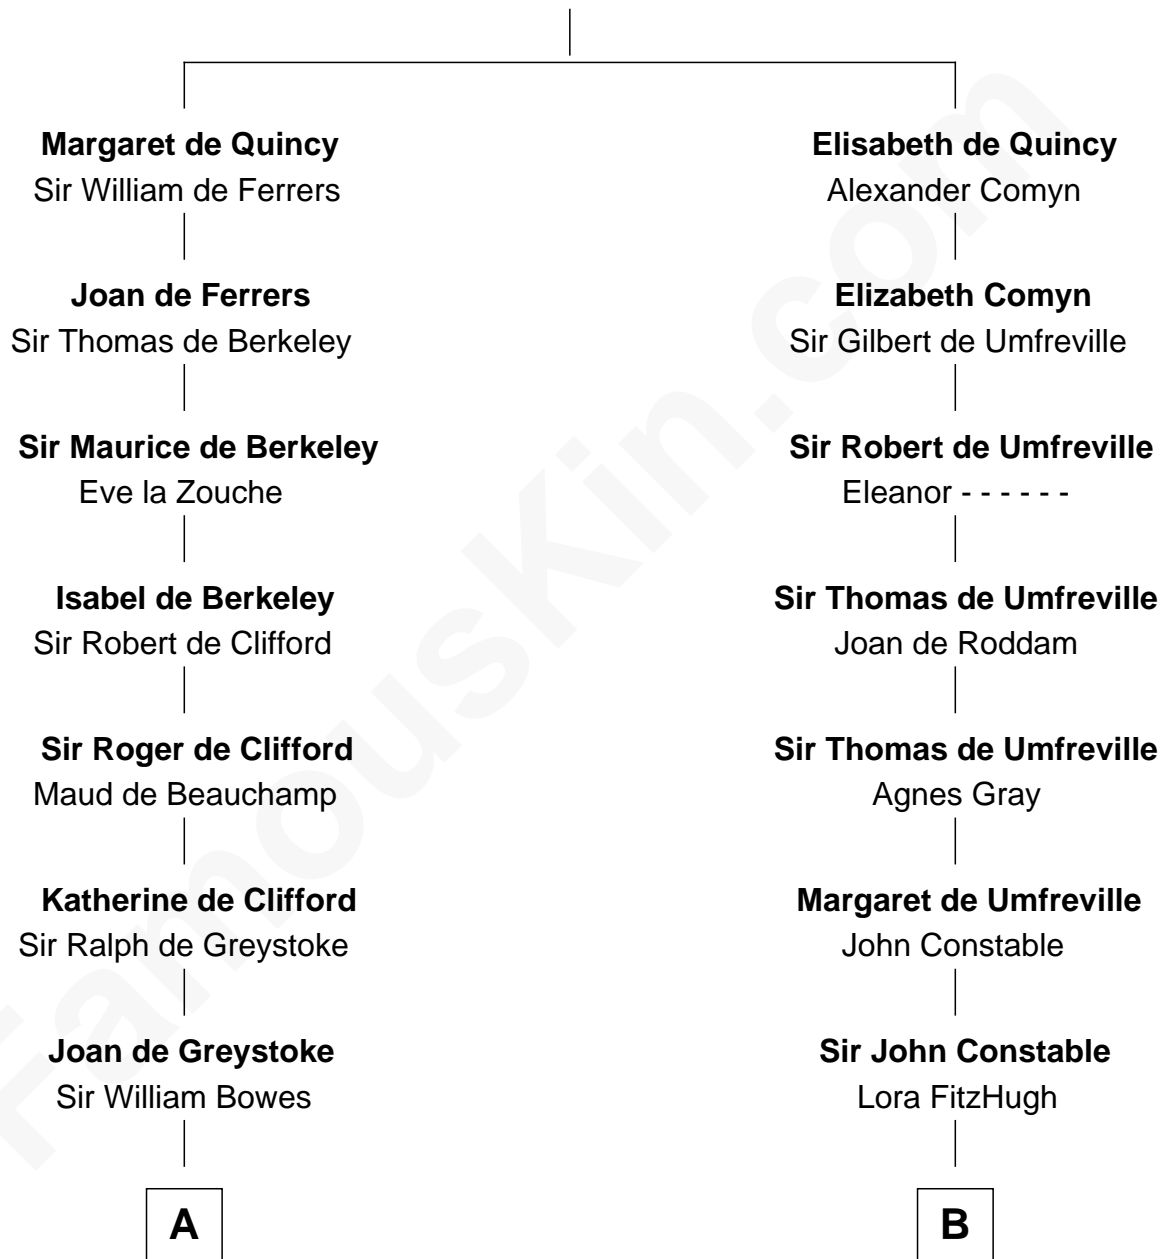 Margaret de Quincy
Sir William de Ferrers
Joan de Ferrers
Sir Thomas de Berkeley
Sir Maurice de Berkeley
Eve la Zouche
Isabel de Berkeley
Sir Robert de Clifford
Sir Roger de Clifford
Maud de Beauchamp
Katherine de Clifford
Sir Ralph de Greystoke
Joan de Greystoke
Sir William Bowes
A
Elisabeth de Quincy
Alexander Comyn
Elizabeth Comyn
Sir Gilbert de Umfreville
Sir Robert de Umfreville
Eleanor - - - - - -
Sir Thomas de Umfreville
Joan de Roddam
Sir Thomas de Umfreville
Agnes Gray
Margaret de Umfreville
John Constable
Sir John Constable
Lora FitzHugh
B
FamousKin.com